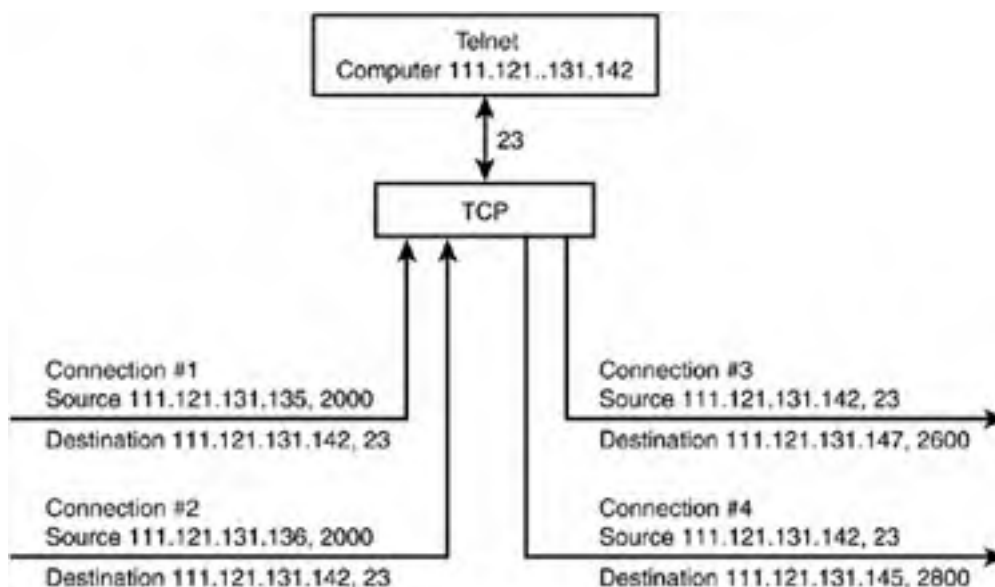 Telnet
Computer 111.121..131.142
23
TCP
Connection #1
Source 111.121.131.135, 2000
Destination 111.121.131.142, 23
Connection #2
Source 111.121.131.136, 2000
Destination 111.121.131.142, 23
Connection #3
Source 111.121.131.142, 23
Destination 111.121.131.147, 2600
Connection #4
Source 111.121.131.142, 23
Destination 111.121.131.145, 2800